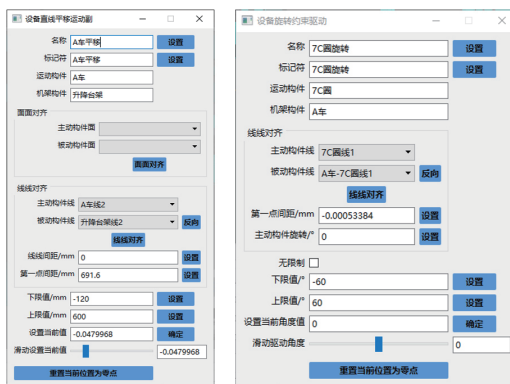 设备直线平移运动副
名称 A车平移 设置
标记符 A车平移 设置
运动构件 A车
机架构件 升降台架
面面对齐
主动构件面
被动构件面
面面对齐
线线对齐
主动构件线 A车线2
被动构件线 升降台架线2 反向
线线对齐
线线间距/mm 0 设置
第一点间距/mm 691.6 设置
下限值/mm -120 设置
上限值/mm 600 设置
设置当前值 -0.0479968 确定
滑动设置当前值 -0.0479968
重置当前位置为零点
设备旋转约束驱动
名称 7C圆旋转 设置
标记符 7C圆旋转 设置
运动构件 7C圆
机架构件 A车
线线对齐
主动构件线 7C圆线1
被动构件线 A车-7C圆线1 反向
线线对齐
第一点间距/mm -0.00053384 设置
主动构件旋转/° 0 设置
无限制
下限值/° -60 设置
上限值/° 60 设置
设置当前角度值 0 确定
滑动驱动角度 0
重置当前位置为零点